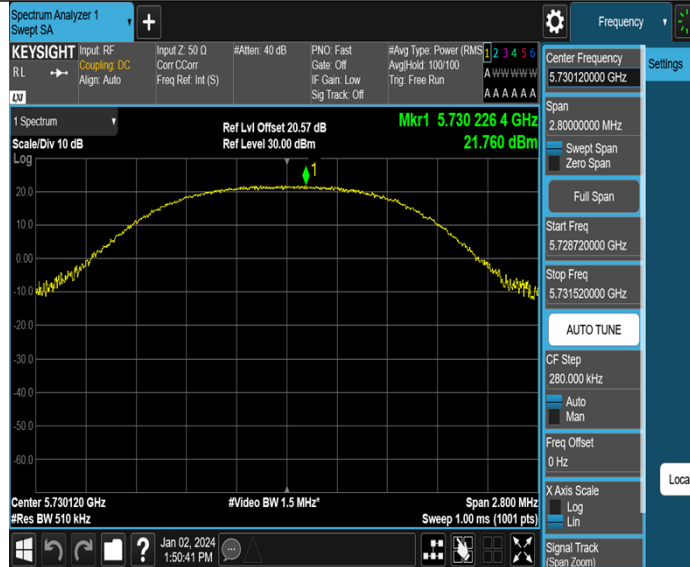 Spectrum Analyzer 1
Swept SA
Frequency
KEYSIGHT
R L
LXI
Input: RF
Coupling: DC
Align: Auto
Input Z: 50 Ω
Corr CCorr
Freq Ref: Int (S)
#Atten: 40 dB
PNO: Fast
Gate: Off
IF Gain: Low
Sig Track: Off
#Avg Type: Power (RMS
Avg|Hold: 100/100
Trig: Free Run
1 2 3 4 5 6
A W W W W W
A A A A A A
1 Spectrum
Scale/Div 10 dB
Ref Lvl Offset 20.57 dB
Ref Level 30.00 dBm
Mkr1 5.730 226 4 GHz
21.760 dBm
Log
1
20.0
10.0
0.00
-10.0
-20.0
-30.0
-40.0
-50.0
-60.0
Center 5.730120 GHz
#Res BW 510 kHz
#Video BW 1.5 MHz*
Span 2.800 MHz
Sweep 1.00 ms (1001 pts)
?
Jan 02, 2024
1:50:41 PM
Center Frequency
5.730120000 GHz
Span
2.80000000 MHz
Swept Span
Zero Span
Full Span
Start Freq
5.728720000 GHz
Stop Freq
5.731520000 GHz
AUTO TUNE
CF Step
280.000 kHz
Auto
Man
Freq Offset
0 Hz
X Axis Scale
Log
Lin
Signal Track
(Span Zoom)
Settings
Loca